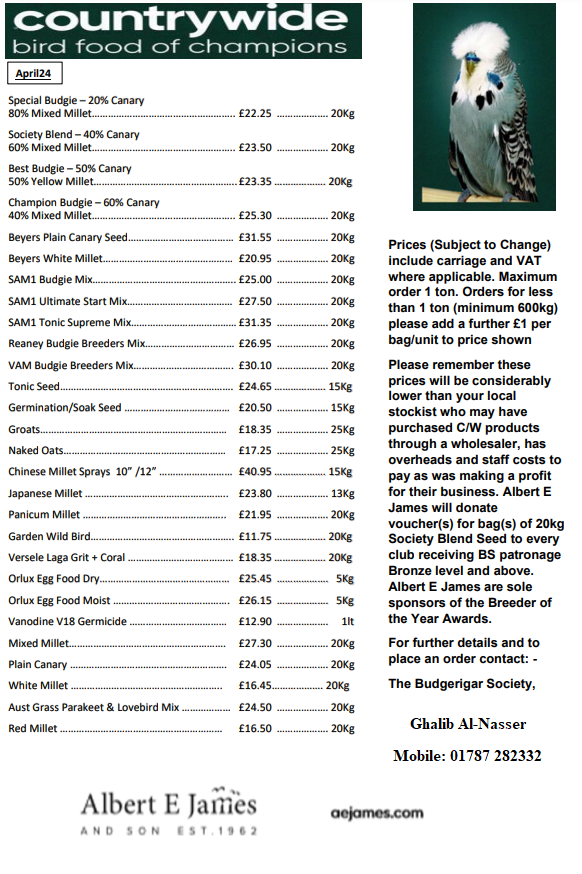 countrywide
bird food of champions
April24
Special Budgie – 20% Canary
80% Mixed Millet................................................ £22.25 .................. 20Kg
Society Blend – 40% Canary
60% Mixed Millet................................................ £23.50 .................. 20Kg
Best Budgie – 50% Canary
50% Yellow Millet................................................ £23.35 .................. 20Kg
Champion Budgie – 60% Canary
40% Mixed Millet................................................ £25.30 .................. 20Kg
Beyers Plain Canary Seed.................................... £31.55 .................. 20Kg
Beyers White Millet.................................... £20.95 .................. 20Kg
SAM1 Budgie Mix................................................ £25.00 .................. 20Kg
SAM1 Ultimate Start Mix.................................... £27.50 .................. 20Kg
SAM1 Tonic Supreme Mix.................................... £31.35 .................. 20Kg
Reaney Budgie Breeders Mix.............................. £26.95 .................. 20Kg
VAM Budgie Breeders Mix.................................... £30.10 .................. 20Kg
Tonic Seed.......................................................... £24.65 .................. 15Kg
Germination/Soak Seed .................................... £20.50 .................. 15Kg
Groats................................................................ £18.35 .................. 25Kg
Naked Oats.......................................................... £17.25 .................. 25Kg
Chinese Millet Sprays 10” /12” ........................ £40.95 .................. 15Kg
Japanese Millet ................................................ £23.80 .................. 13Kg
Panicum Millet ................................................ £21.95 .................. 20Kg
Garden Wild Bird................................................ £11.75 .................. 20Kg
Versele Laga Grit + Coral .................................... £18.35 .................. 20Kg
Orlux Egg Food Dry................................................ £25.45 .................. 5Kg
Orlux Egg Food Moist .................................... £26.15 .................. 5Kg
Vanodine V18 Germicide .................................... £12.90 .................. 1lt
Mixed Millet.......................................................... £27.30 .................. 20Kg
Plain Canary ...................................................... £24.05 .................. 20Kg
White Millet ...................................................... £16.45.................. 20Kg
Aust Grass Parakeet & Lovebird Mix .................. £24.50 .................. 20Kg
Red Millet .......................................................... £16.50 .................. 20Kg
Prices (Subject to Change)
include carriage and VAT
where applicable. Maximum
order 1 ton. Orders for less
than 1 ton (minimum 600kg)
please add a further £1 per
bag/unit to price shown
Please remember these
prices will be considerably
lower than your local
stockist who may have
purchased C/W products
through a wholesaler, has
overheads and staff costs to
pay as was making a profit
for their business. Albert E
James will donate
voucher(s) for bag(s) of 20kg
Society Blend Seed to every
club receiving BS patronage
Bronze level and above.
Albert E James are sole
sponsors of the Breeder of
the Year Awards.
For further details and to
place an order contact: -
The Budgerigar Society,
Ghalib Al-Nasser
Mobile: 01787 282332
Albert E James
AND SON EST.1962
aejames.com